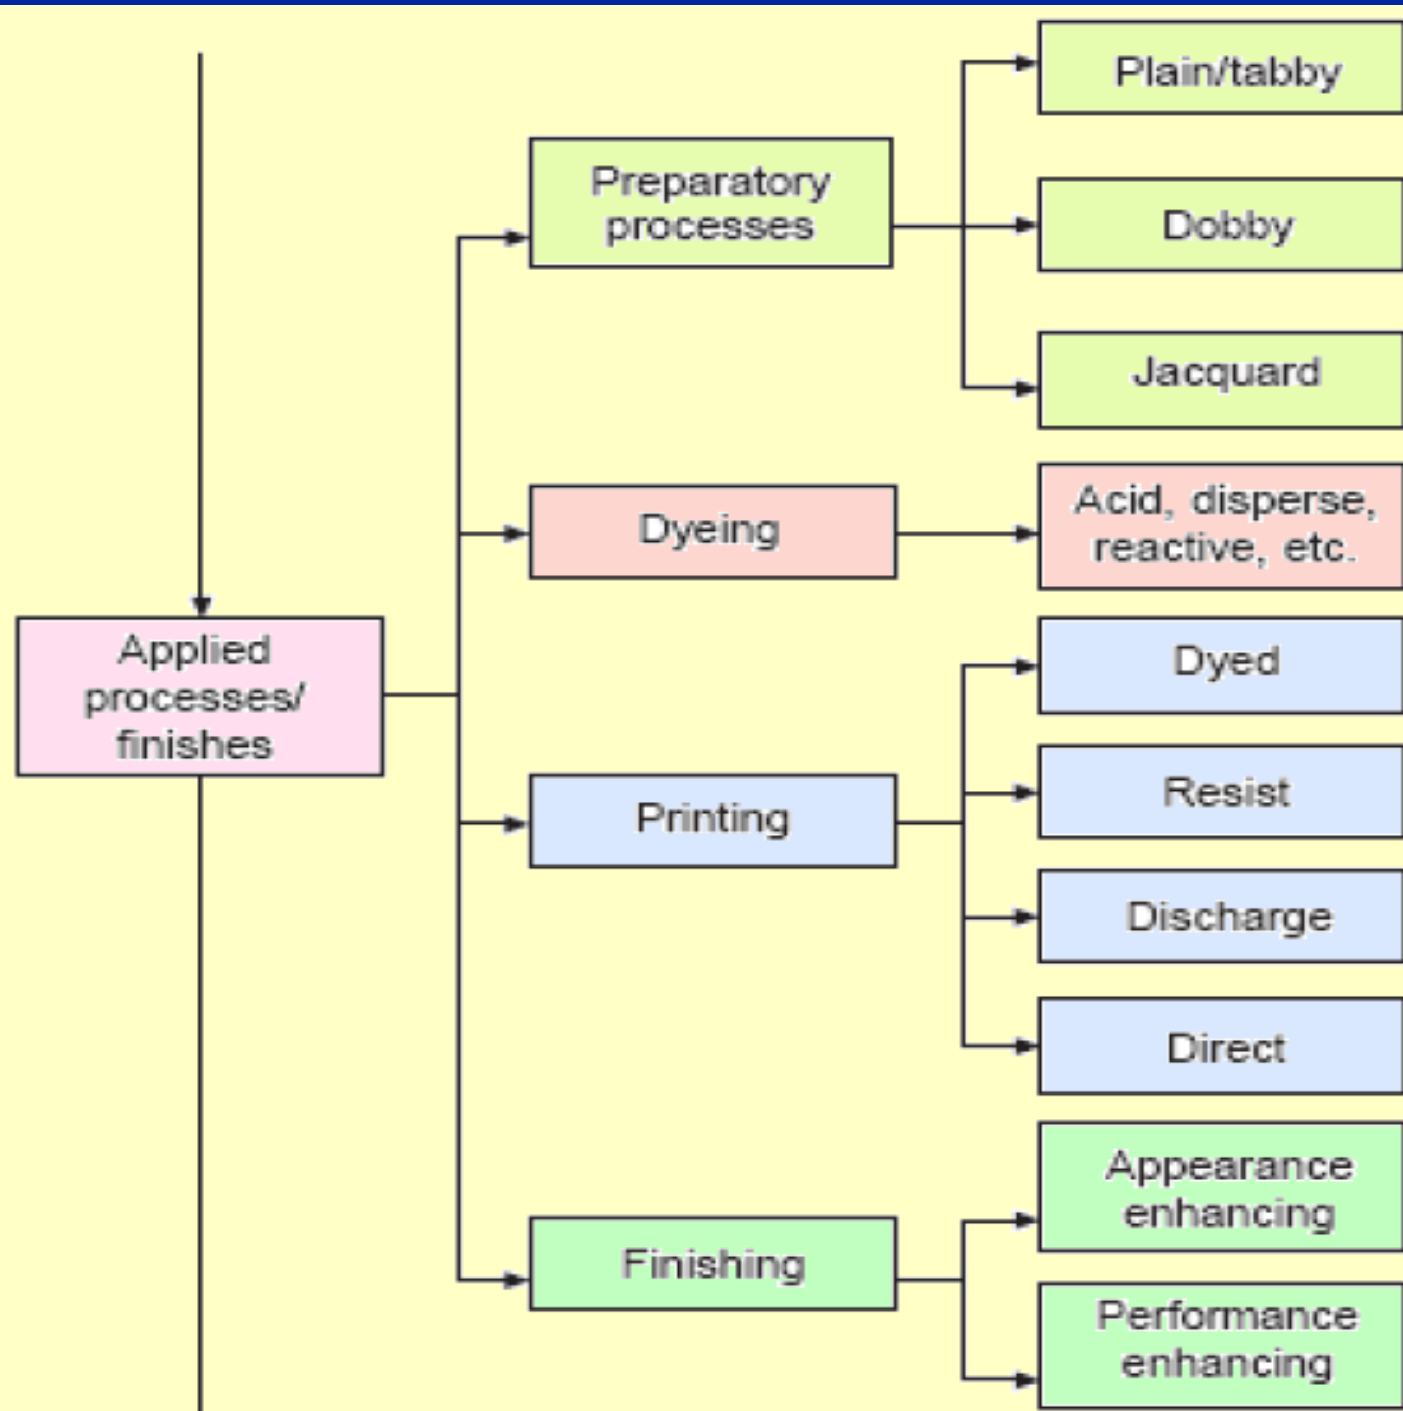 Plain/tabby
Preparatory
processes
Dobby
Jacquard
Dyeing
Acid, disperse,
reactive, etc.
Applied
processes/
finishes
Dyed
Printing
Resist
Discharge
Direct
Finishing
Appearance
enhancing
Performance
enhancing